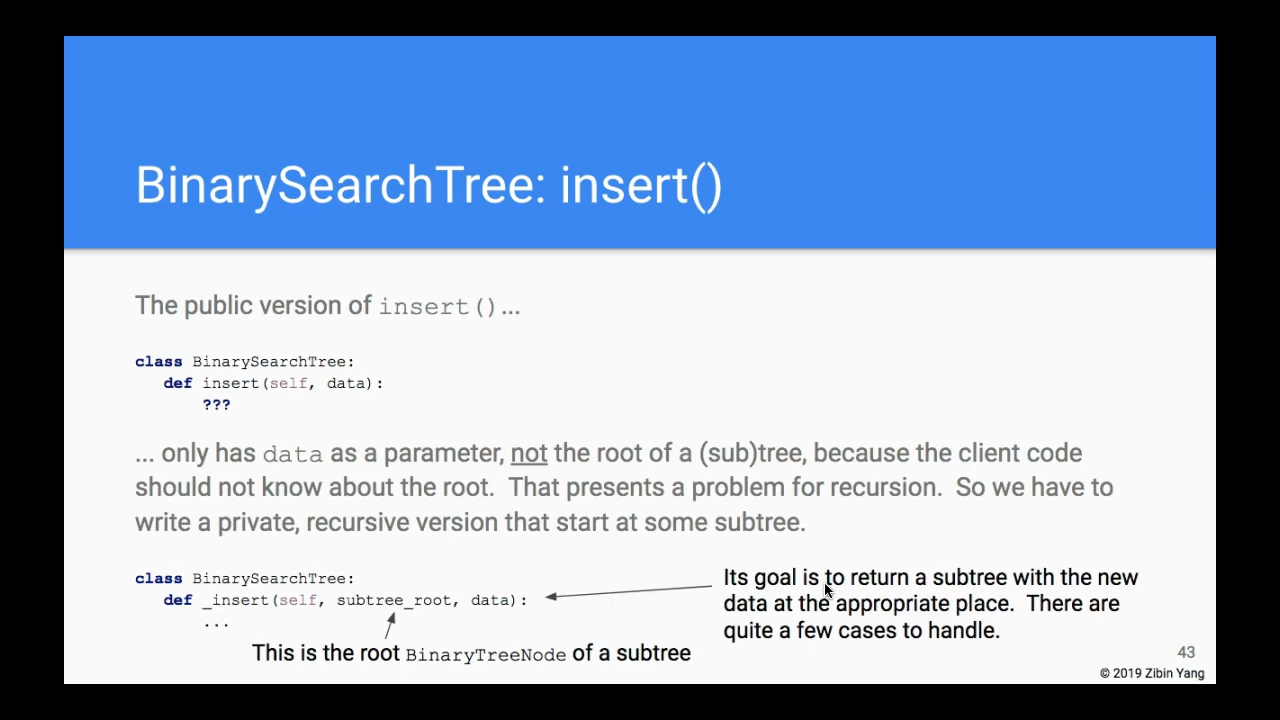 BinarySearchTree: insert()
The public version of insert()...
class BinarySearchTree:
def insert(self, data):
???
... only has data as a parameter, not the root of a (sub)tree, because the client code
should not know about the root. That presents a problem for recursion. So we have to
write a private, recursive version that start at some subtree.
class BinarySearchTree:
def _insert(self, subtree_root, data):
...
This is the root BinaryTreeNode of a subtree
Its goal is to return a subtree with the new
data at the appropriate place. There are
quite a few cases to handle.
43
© 2019 Zibin Yang